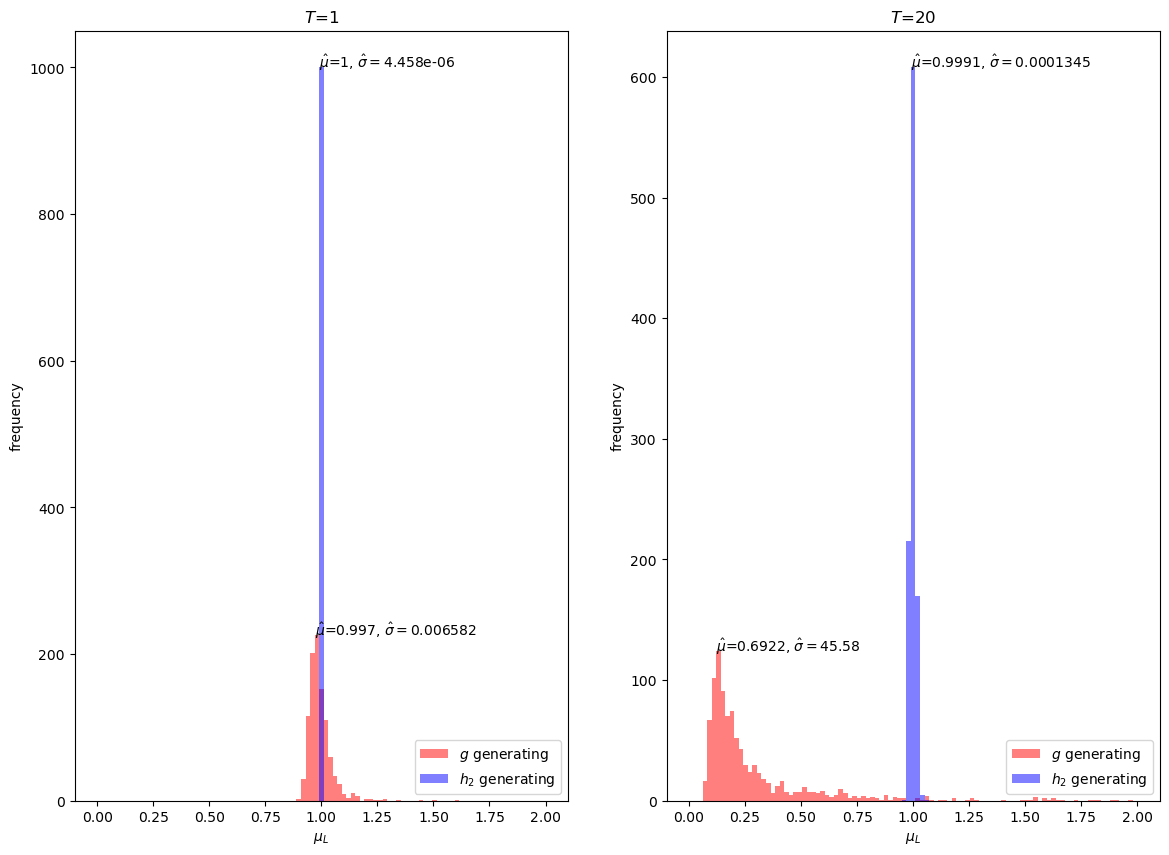 T=1
1000
800
600
400
200
0
frequency
μ̂=1, σ̂ = 4.458e-06
μ̂=0.997, σ̂ = 0.006582
g generating
h₂ generating
0.00 0.25 0.50 0.75 1.00 1.25 1.50 1.75 2.00
μ_L
T=20
600
500
400
300
200
100
0
frequency
μ̂=0.9991, σ̂ = 0.0001345
μ̂=0.6922, σ̂ = 45.58
g generating
h₂ generating
0.00 0.25 0.50 0.75 1.00 1.25 1.50 1.75 2.00
μ_L